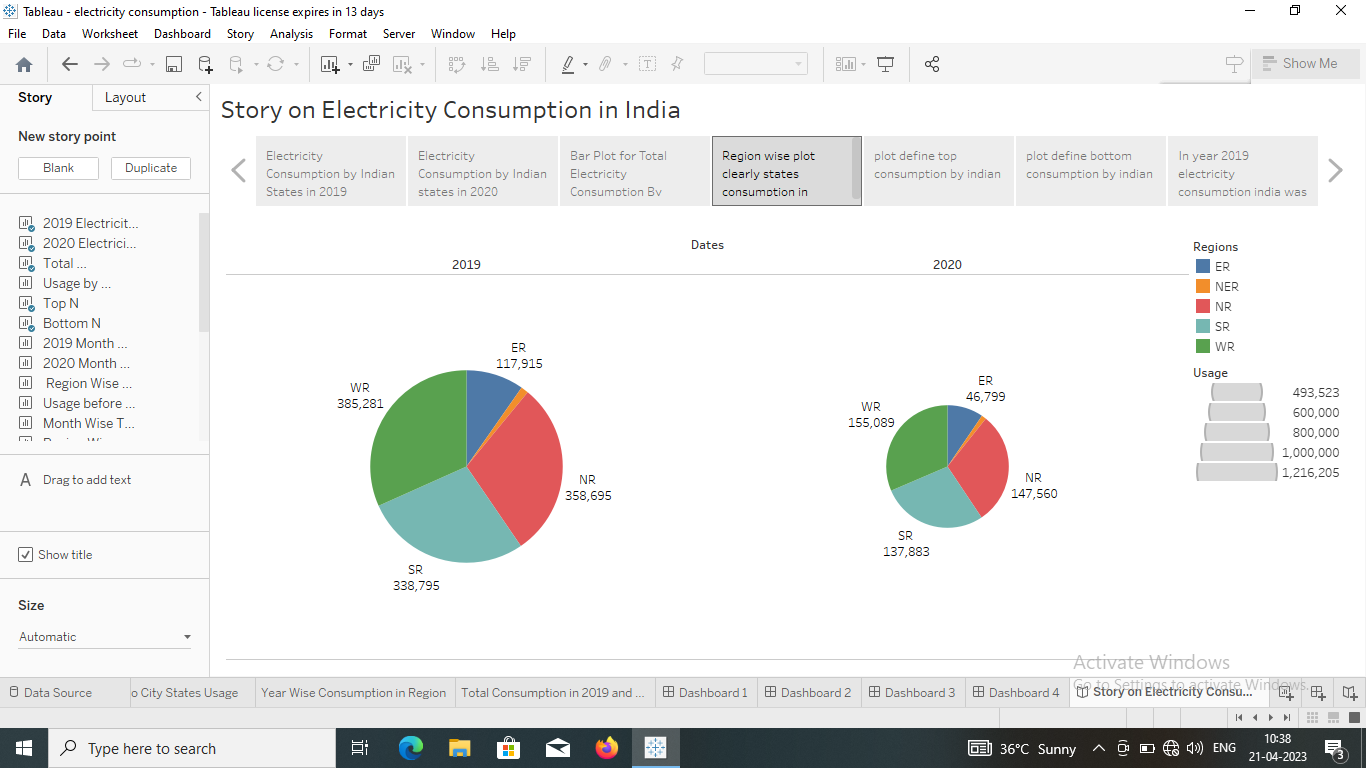 Tableau - electricity consumption - Tableau license expires in 13 days
File Data Worksheet Dashboard Story Analysis Format Server Window Help
Show Me
Story Layout
New story point
Blank Duplicate
2019 Electricit...
2020 Electrici...
Total ...
Usage by ...
Top N
Bottom N
2019 Month ...
2020 Month ...
Region Wise ...
Usage before ...
Month Wise T...
A Drag to add text
Show title
Size
Automatic
Story on Electricity Consumption in India
Electricity
Consumption by Indian
States in 2019
Electricity
Consumption by Indian
states in 2020
Bar Plot for Total
Electricity
Consumption By
Region wise plot
clearly states
consumption in
plot define top
consumption by indian
plot define bottom
consumption by indian
In year 2019
electricity
consumption india was
Dates
2019
2020
ER
117,915
WR
385,281
NR
358,695
SR
338,795
ER
46,799
WR
155,089
NR
147,560
SR
137,883
Regions
ER
NER
NR
SR
WR
Usage
493,523
600,000
800,000
1,000,000
1,216,205
Activate Windows
Go to Settings to activate Windows.
Data Source o City States Usage Year Wise Consumption in Region Total Consumption in 2019 and ... Dashboard 1 Dashboard 2 Dashboard 3 Dashboard 4 Story on Electricity Consu...
Type here to search
36°C Sunny
ENG
10:38
21-04-2023
3